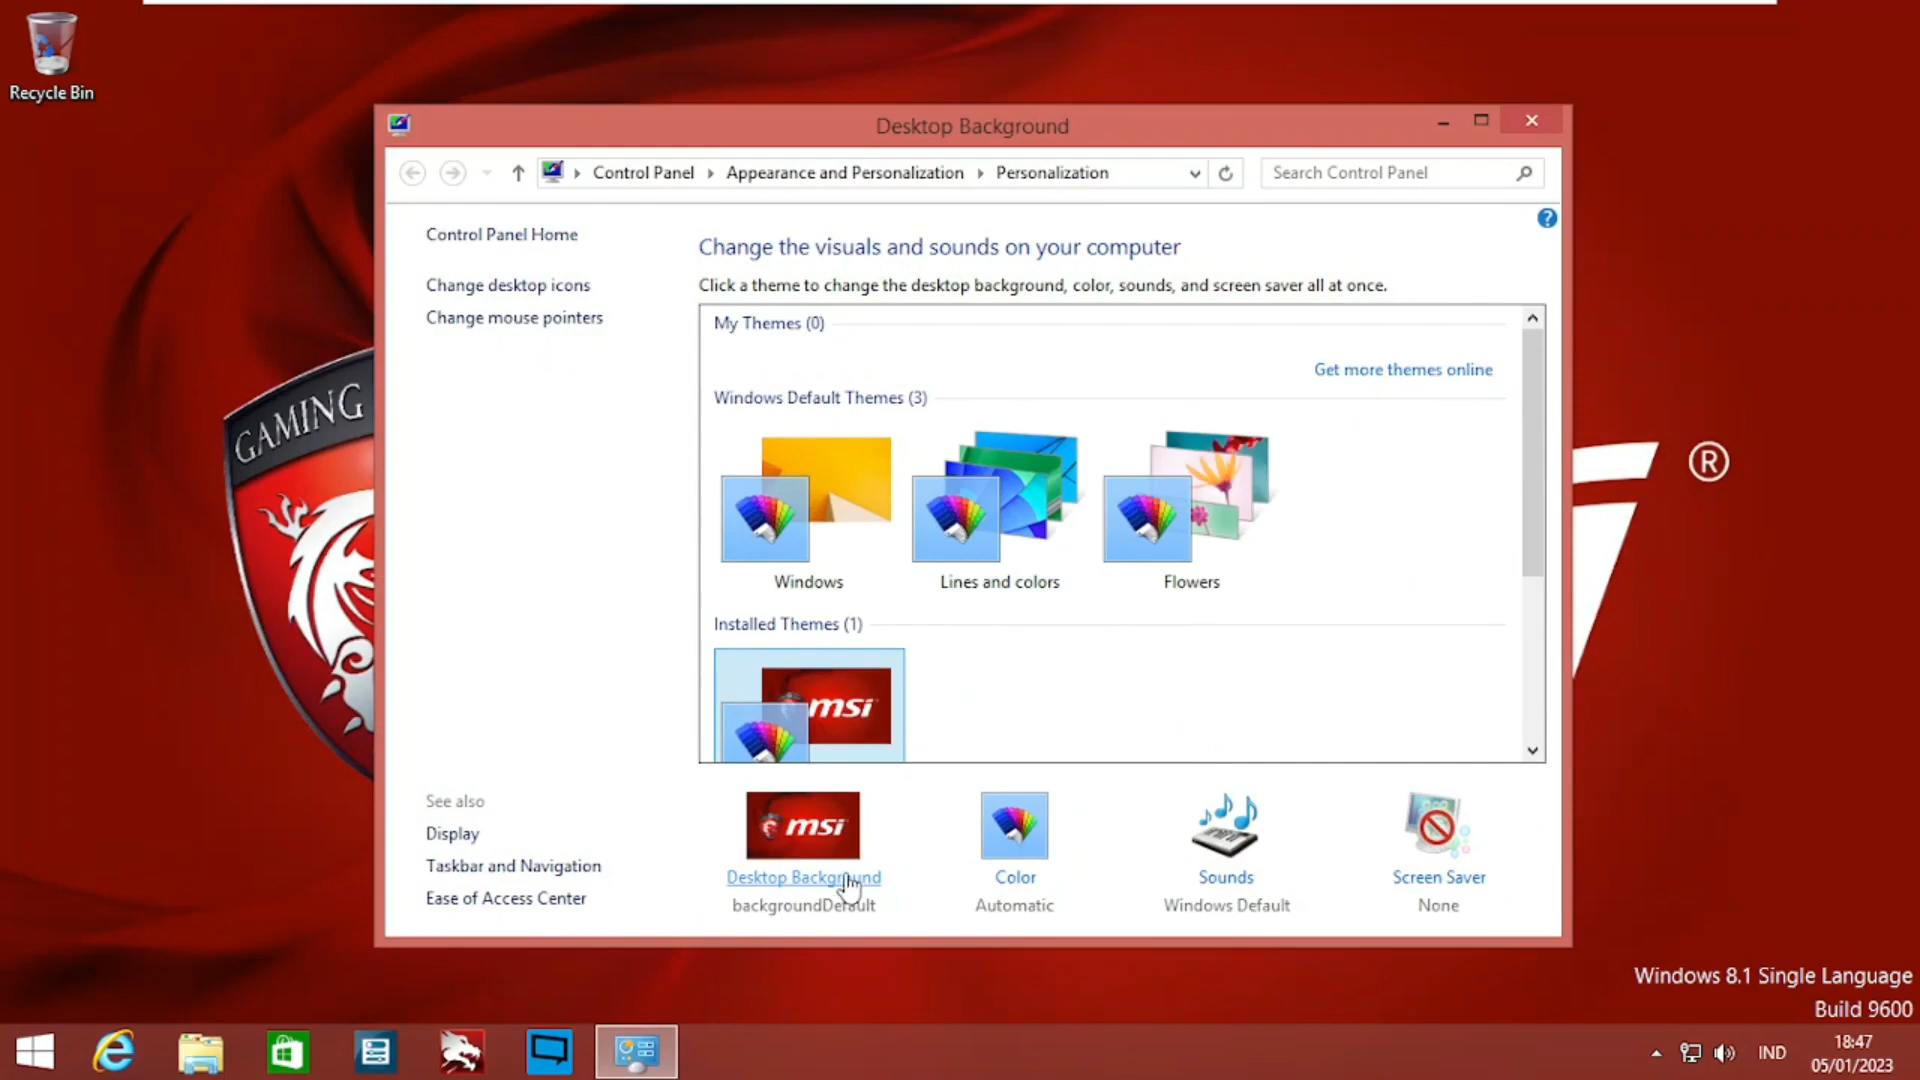 Recycle Bin
Desktop Background
Control Panel
Appearance and Personalization
Personalization
Search Control Panel
?
Control Panel Home
Change desktop icons
Change mouse pointers
See also
Display
Taskbar and Navigation
Ease of Access Center
Change the visuals and sounds on your computer
Click a theme to change the desktop background, color, sounds, and screen saver all at once.
My Themes (0)
Get more themes online
Windows Default Themes (3)
Windows
Lines and colors
Flowers
Installed Themes (1)
msi
msi
Desktop Background
backgroundDefault
Color
Automatic
Sounds
Windows Default
Screen Saver
None
GAMING
®
Windows 8.1 Single Language
Build 9600
IND
18:47
05/01/2023